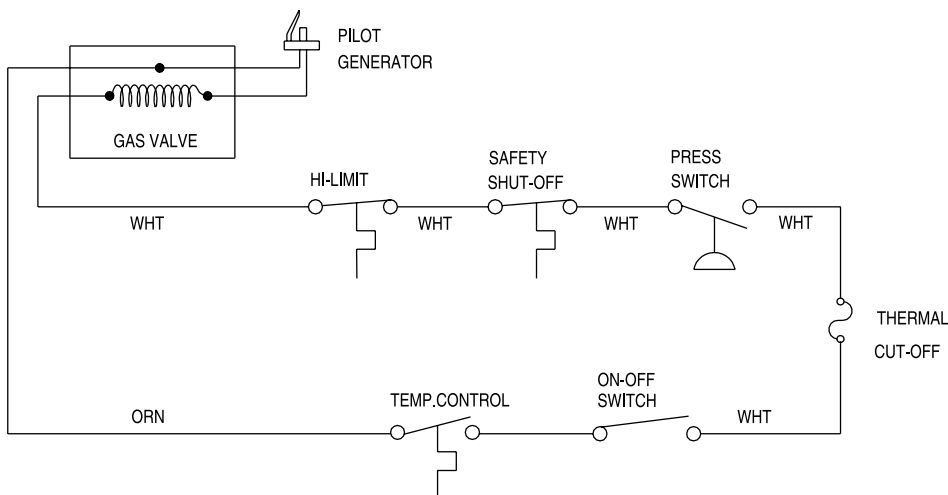 PILOT
GENERATOR
GAS VALVE
HI-LIMIT
SAFETY
SHUT-OFF
PRESS
SWITCH
WHT
WHT
WHT
WHT
THERMAL
CUT-OFF
TEMP.CONTROL
ON-OFF
SWITCH
ORN
WHT